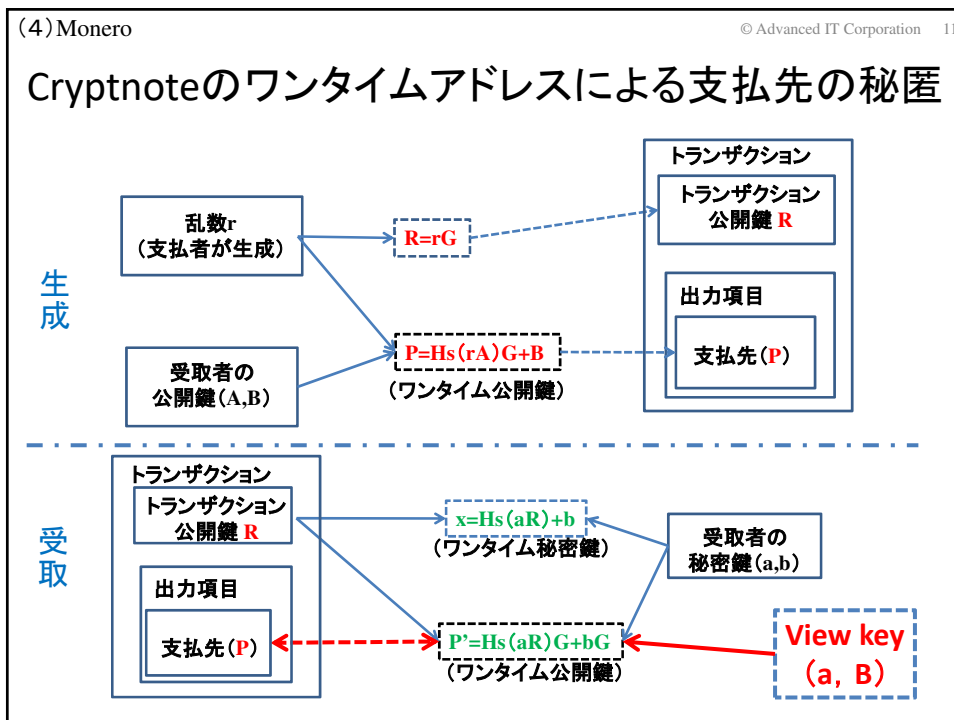 (4)Monero
© Advanced IT Corporation 11
Cryptnoteのワンタイムアドレスによる支払先の秘匿
生成
乱数r
(支払者が生成)
受取者の
公開鍵(A,B)
R=rG
P=Hs(rA)G+B
(ワンタイム公開鍵)
トランザクション
トランザクション
公開鍵 R
出力項目
支払先(P)
受取
トランザクション
トランザクション
公開鍵 R
出力項目
支払先(P)
x=Hs(aR)+b
(ワンタイム秘密鍵)
P'=Hs(aR)G+bG
(ワンタイム公開鍵)
受取者の
秘密鍵(a,b)
View key
(a, B)